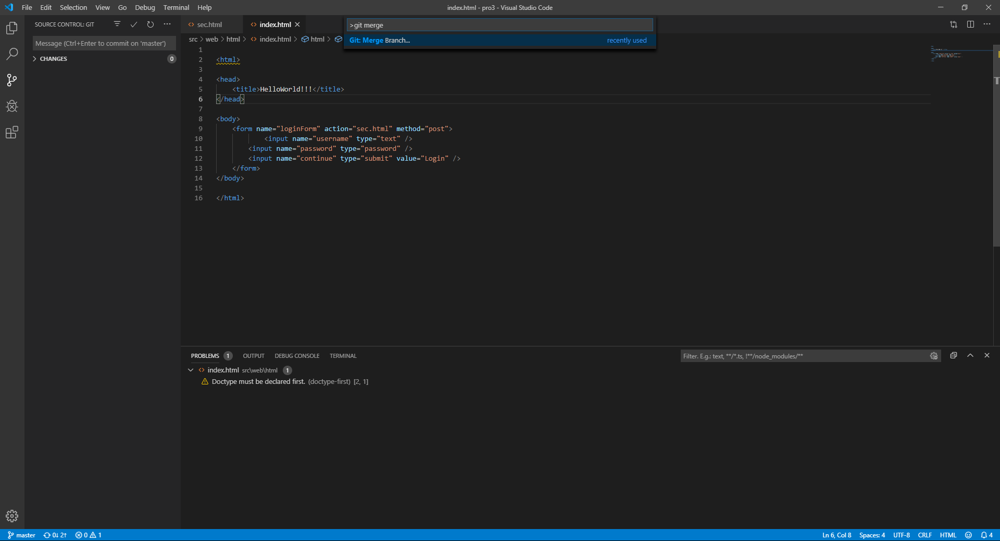 File Edit Selection View Go Debug Terminal Help
index.html - pro3 - Visual Studio Code
SOURCE CONTROL: GIT
Message (Ctrl+Enter to commit on 'master')
CHANGES 0
sec.html index.html
>git merge
Git: Merge Branch... recently used
src > web > html > index.html > html >
1
2 <html>
3
4 <head>
5 <title>HelloWorld!!!</title>
6 </head>
7
8 <body>
9 <form name="loginForm" action="sec.html" method="post">
10 <input name="username" type="text" />
11 <input name="password" type="password" />
12 <input name="continue" type="submit" value="Login" />
13 </form>
14 </body>
15
16 </html>
PROBLEMS 1 OUTPUT DEBUG CONSOLE TERMINAL
Filter. E.g.: text, **/*.ts, !**/node_modules/**
index.html src\web\html 1
Doctype must be declared first. (doctype-first) [2, 1]
master 0↓ 2↑ 0 1
Ln 6, Col 8 Spaces: 4 UTF-8 CRLF HTML 4